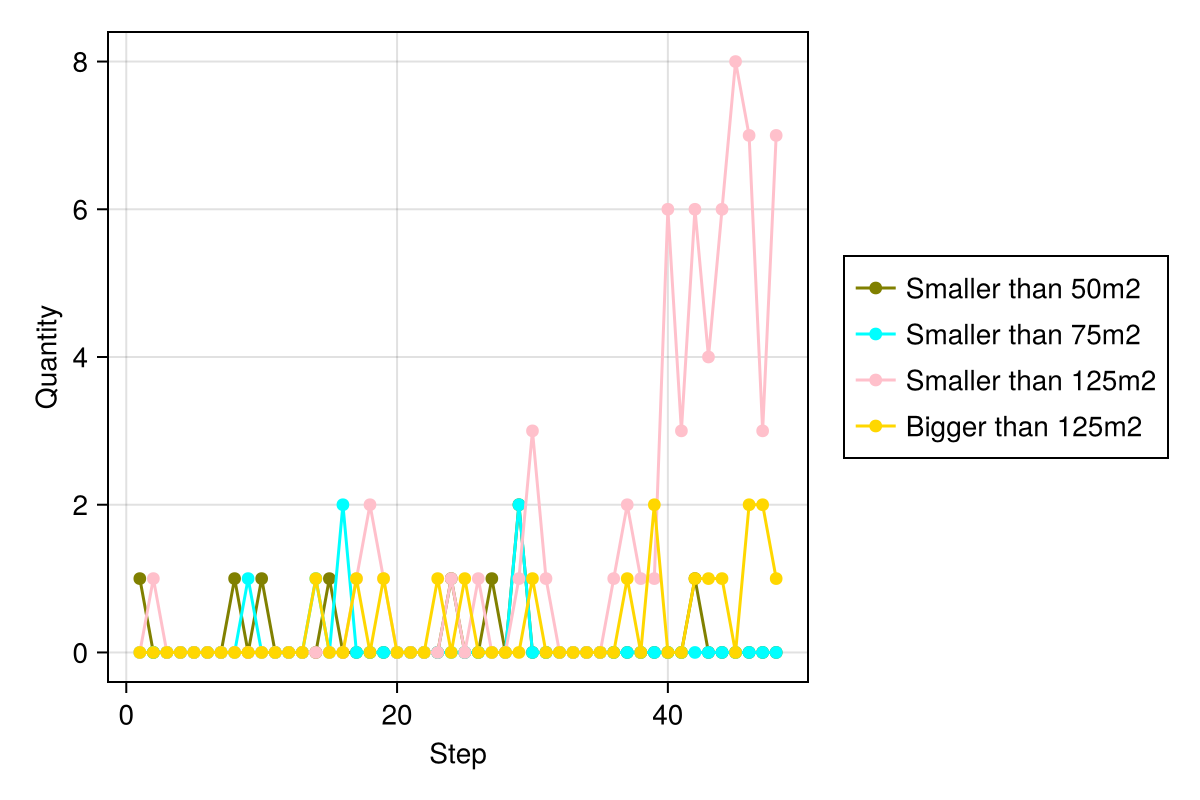 8
6
4
2
0
Quantity
0 20 40
Step
Smaller than 50m2
Smaller than 75m2
Smaller than 125m2
Bigger than 125m2